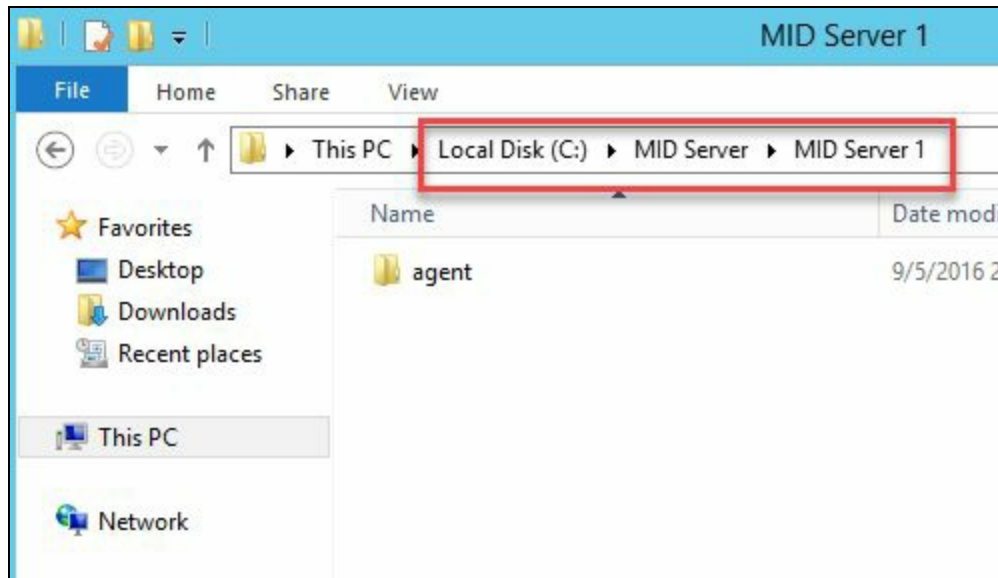 MID Server 1
File Home Share View
This PC Local Disk (C:) MID Server MID Server 1
Name Date modi
Favorites
agent 9/5/2016 2
Desktop
Downloads
Recent places
This PC
Network